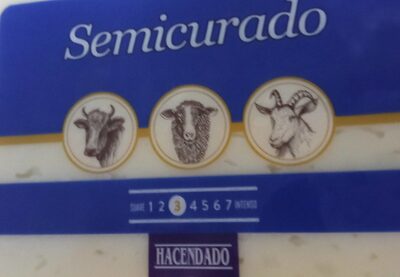 Semicurado
SUAVE 1 2 3 4 5 6 7 INTENSO
HACENDADO